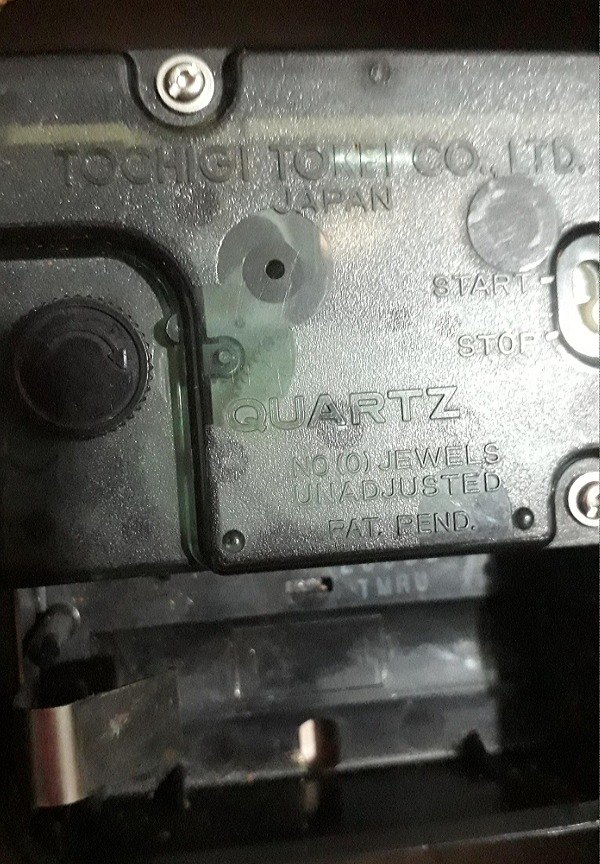 TOCHIGI TOKEI CO., LTD.
JAPAN
START
STOP
QUARTZ
NO (0) JEWELS
UNADJUSTED
PAT. PEND.